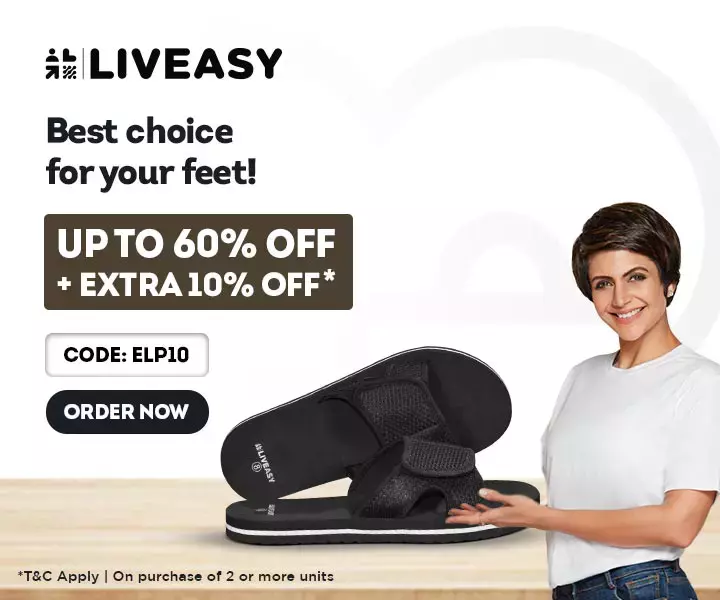 LIVEASY
Best choice
for your feet!
UP TO 60% OFF
+ EXTRA 10% OFF*
CODE: ELP10
ORDER NOW
LIVEASY
8
*T&C Apply | On purchase of 2 or more units